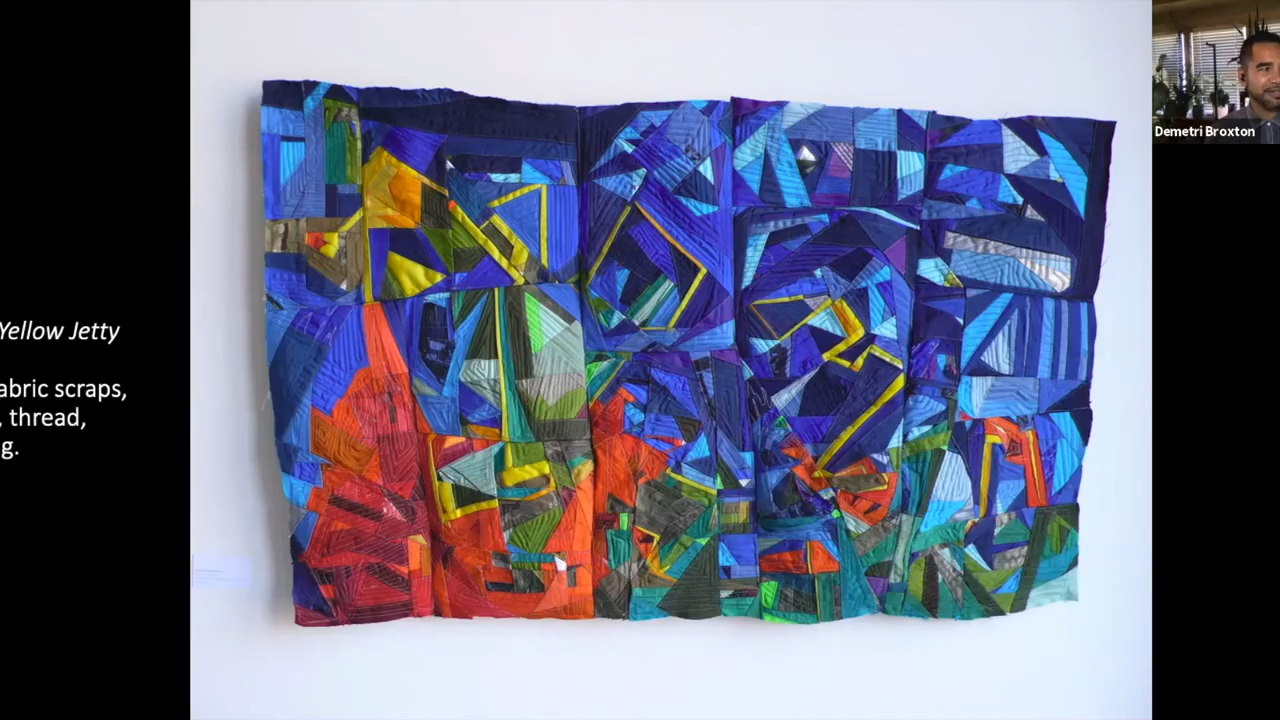 Yellow Jetty
abric scraps,
, thread,
g.
Demetri Broxton